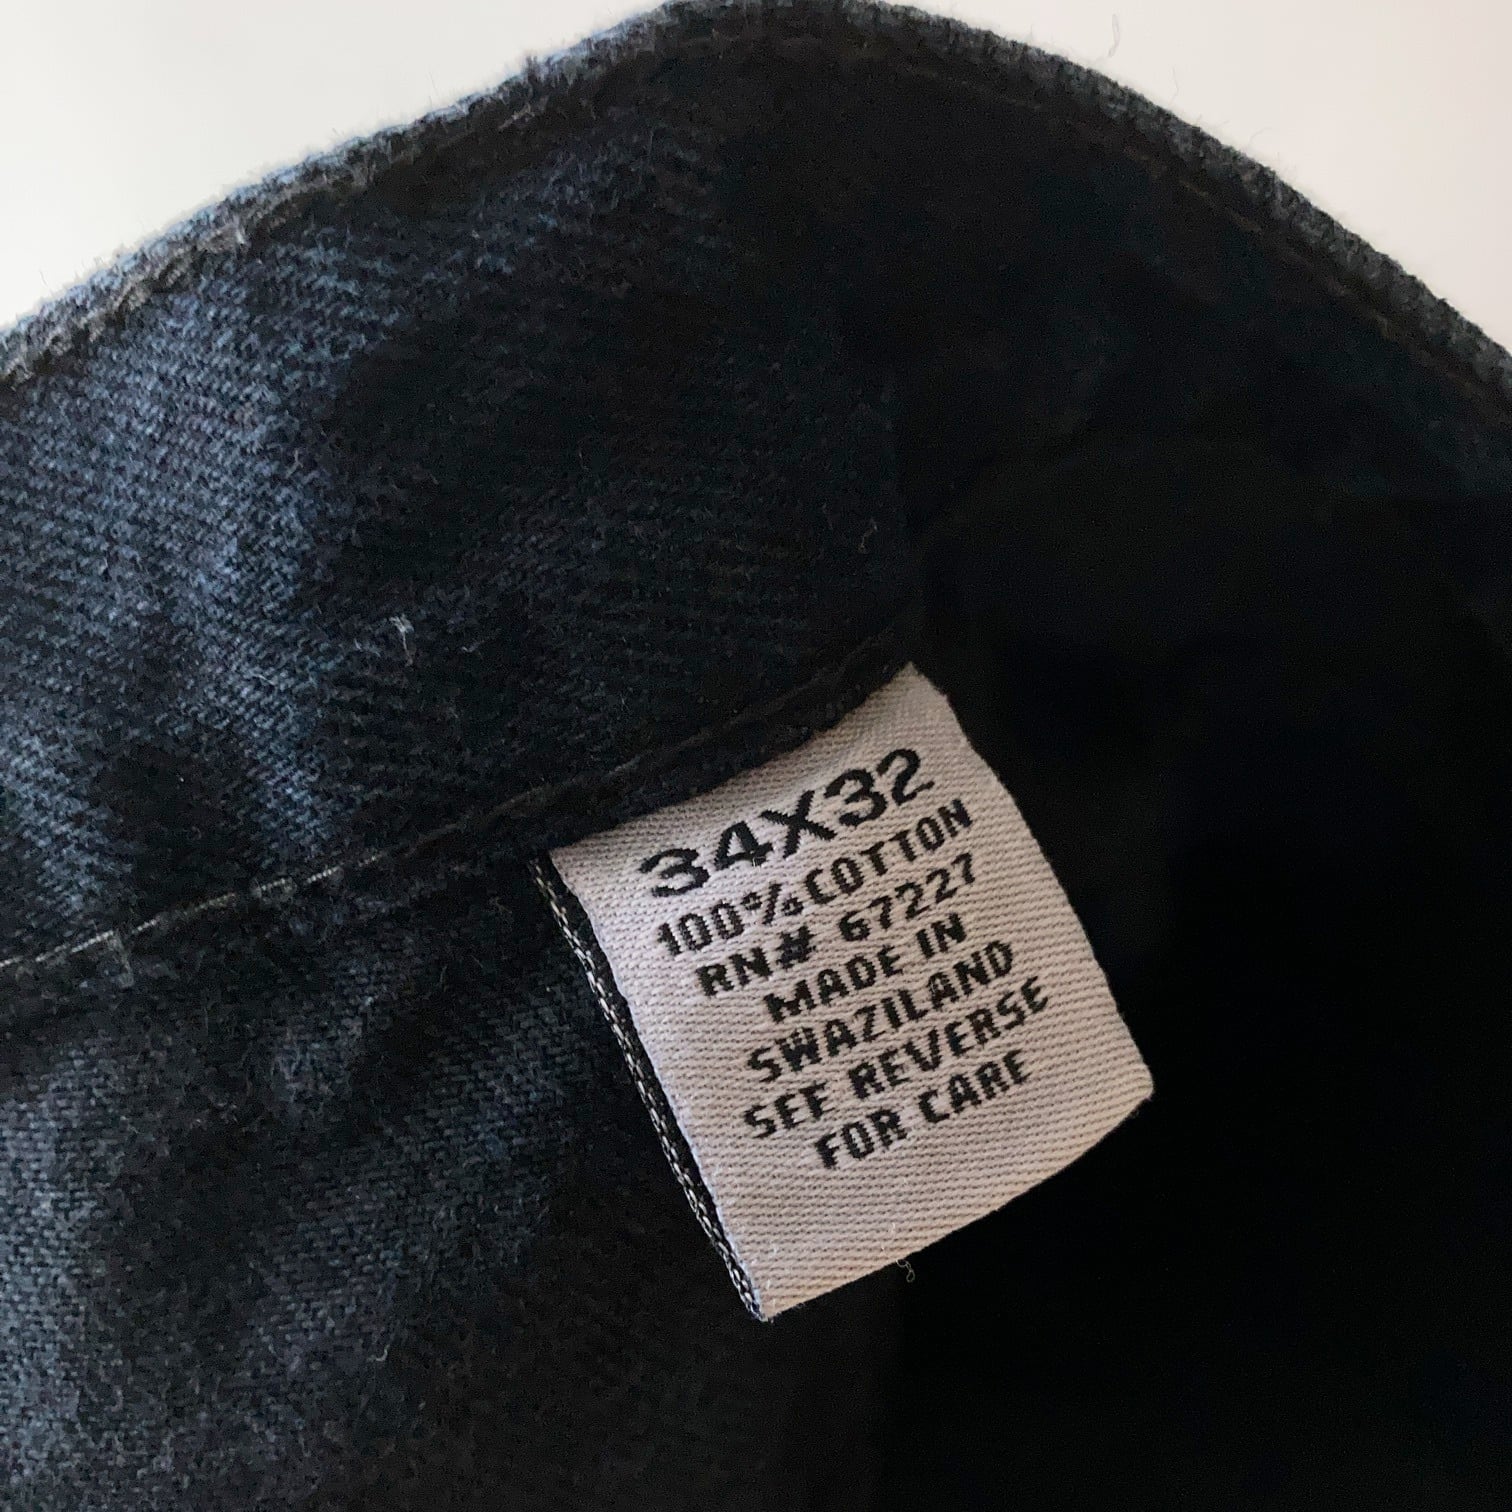 34X32
100% COTTON
RN# 67227
MADE IN
SWAZILAND
SEE REVERSE
FOR CARE